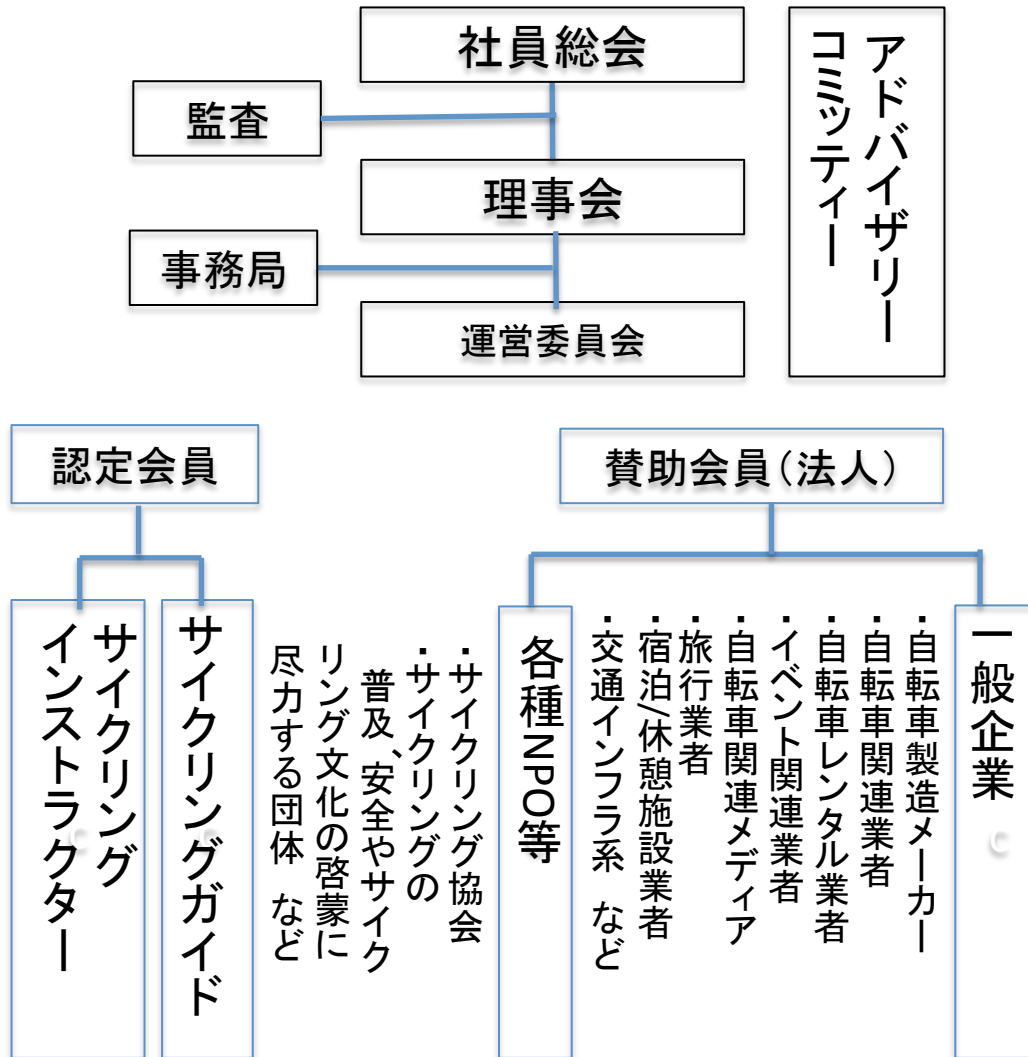 社員総会
アドバイザリー
コミッティー
監査
理事会
事務局
運営委員会
認定会員
賛助会員(法人)
一般企業
・自転車製造メーカー
・自転車関連業者
・自転車レンタル業者
・イベント関連業者
・自転車関連メディア
・旅行業者
・宿泊/休憩施設業者
・交通インフラ系 など
各種NPO等
・サイクリング協会
・サイクリングの
普及、安全やサイク
リング文化の啓蒙に
尽力する団体 など
サイクリングガイド
サイクリング
インストラクター
c
c
c